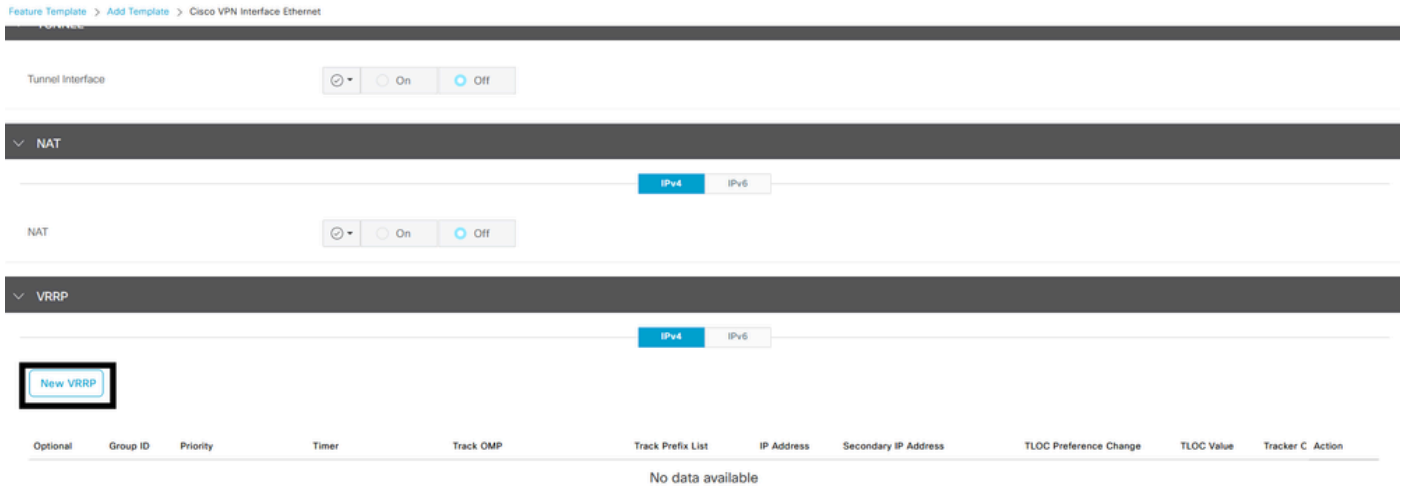 Feature Template > Add Template > Cisco VPN Interface Ethernet
TUNNEL
Tunnel Interface On Off
NAT
IPv4 IPv6
NAT On Off
VRRP
IPv4 IPv6
New VRRP
Optional Group ID Priority Timer Track OMP Track Prefix List IP Address Secondary IP Address TLOC Preference Change TLOC Value Tracker C Action
No data available